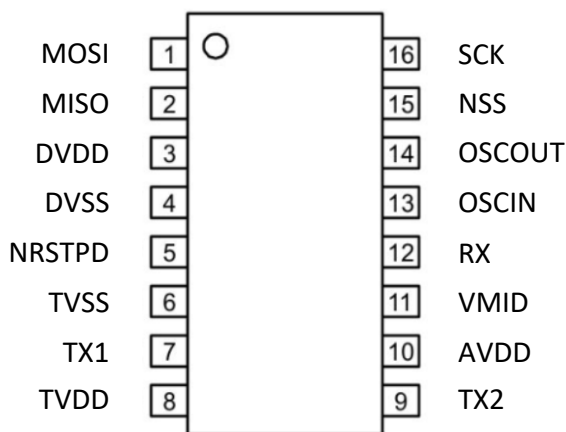 MOSI 1 16 SCK
MISO 2 15 NSS
DVDD 3 14 OSCOUT
DVSS 4 13 OSCIN
NRSTPD 5 12 RX
TVSS 6 11 VMID
TX1 7 10 AVDD
TVDD 8 9 TX2